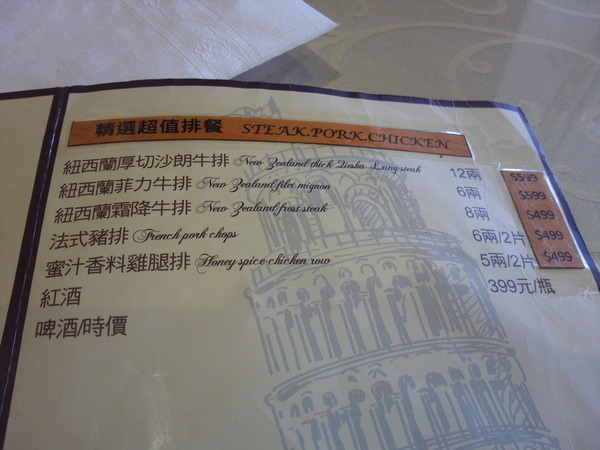 精選超值排餐 STEAK.PORK.CHICKEN
紐西蘭厚切沙朗牛排 New Zealand thick Qiesha Lang steak 12兩 $599
紐西蘭菲力牛排 New Zealand filet mignon 6兩 $599
紐西蘭霜降牛排 New Zealand frost steak 8兩 $499
法式豬排 French pork chops 6兩/2片 $499
蜜汁香料雞腿排 Honey spice chicken row 5兩/2片 $499
紅酒 399元/瓶
啤酒/時價